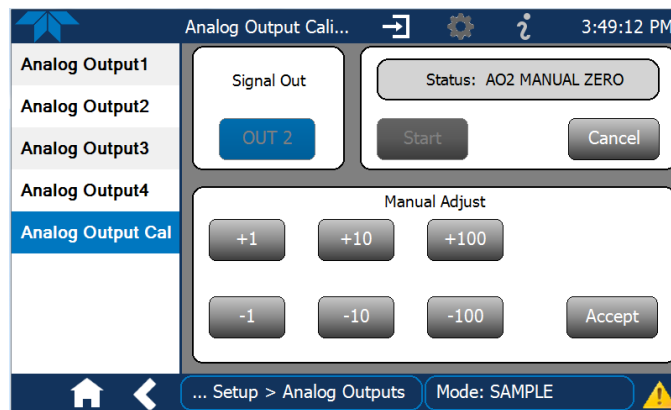 Analog Output Cali...
3:49:12 PM
Analog Output1
Analog Output2
Analog Output3
Analog Output4
Analog Output Cal
Signal Out
OUT 2
Status: AO2 MANUAL ZERO
Start
Cancel
Manual Adjust
+1
+10
+100
-1
-10
-100
Accept
... Setup > Analog Outputs
Mode: SAMPLE